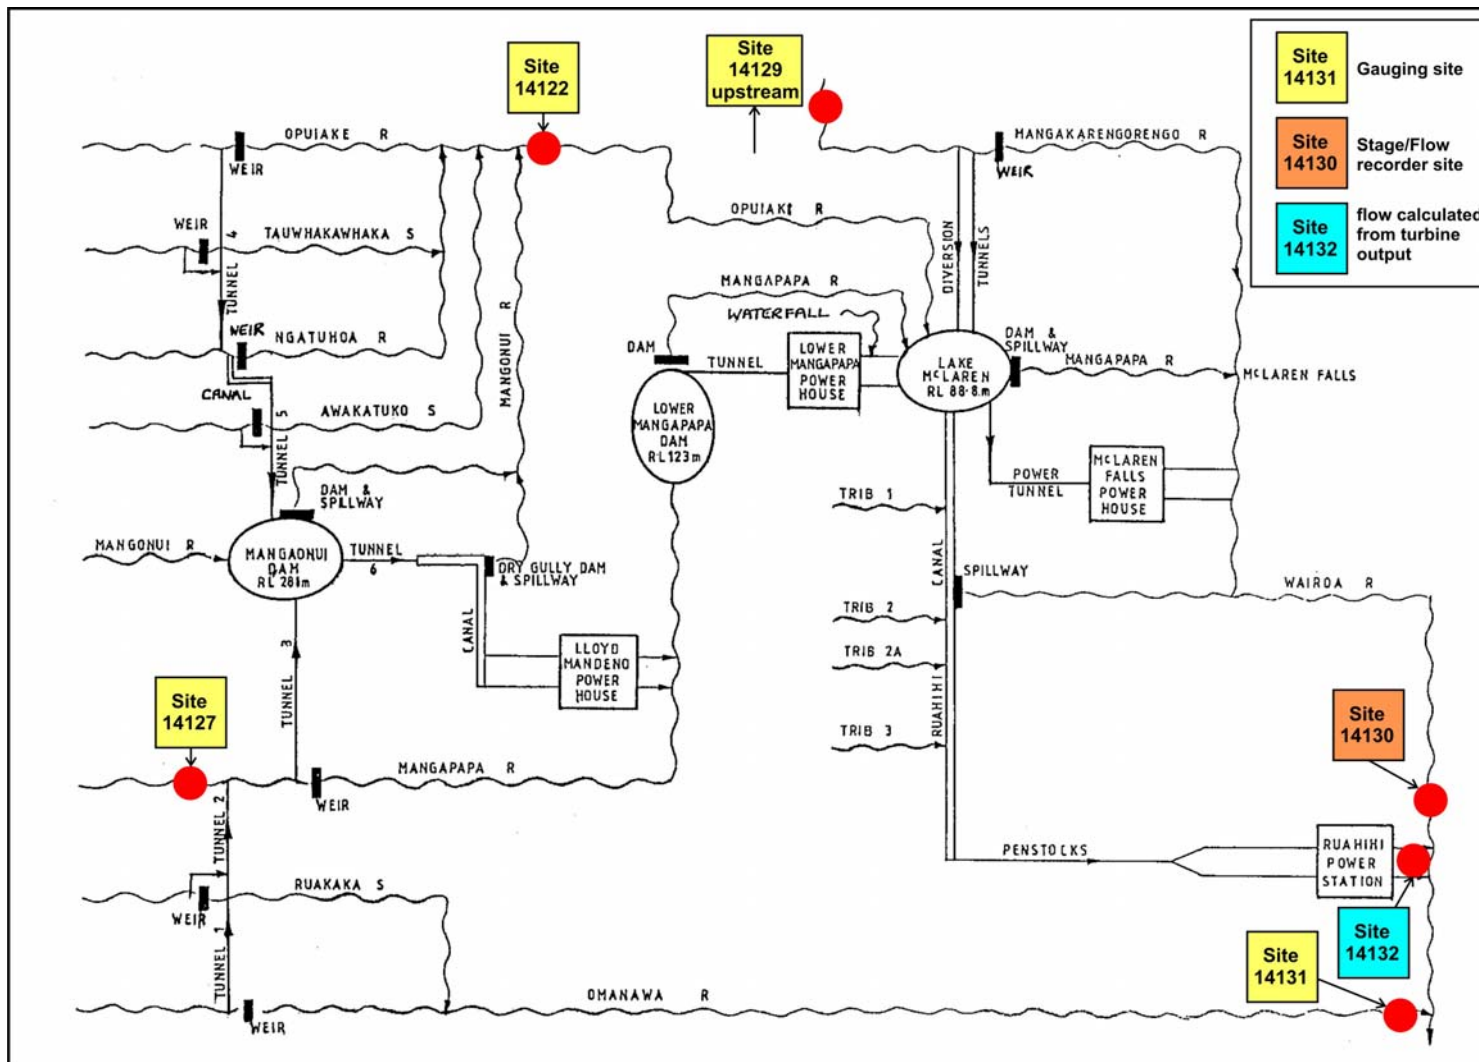 Site
14122
Site
14129
upstream
Site
14131
Gauging site
Site
14130
Stage/Flow
recorder site
Site
14132
flow calculated
from turbine
output
OPUIAKE R
WEIR
MANGAKARENGORENGO R
WEIR
WEIR
TAUWHAKAWHAKA S
TUNNEL 4
OPUIAKI R
DIVERSION
TUNNELS
MANGAPAPA R
WATERFALL
WEIR
NGATUHOA R
MANGONUI R
DAM
TUNNEL
LOWER
MANGAPAPA
POWER
HOUSE
LAKE
McLAREN
RL 88.8m
DAM &
SPILLWAY
MANGAPAPA R
McLAREN FALLS
CANAL
AWAKATUKO S
TUNNEL 5
LOWER
MANGAPAPA
DAM
RL 123m
POWER
TUNNEL
McLAREN
FALLS
POWER
HOUSE
DAM &
SPILLWAY
TRIB 1
MANGONUI R
MANGAONUI
DAM
RL 281m
TUNNEL
6
DRY GULLY DAM
& SPILLWAY
CANAL
SPILLWAY
WAIROA R
TRIB 2
TRIB 2A
TRIB 3
RUAHIHI CANAL
LLOYD
MANDENO
POWER
HOUSE
TUNNEL 3
Site
14127
MANGAPAPA R
WEIR
Site
14130
TUNNEL 2
PENSTOCKS
RUAHIHI
POWER
STATION
RUAKAKA S
WEIR
TUNNEL 1
Site
14132
Site
14131
OMANAWA R
WEIR